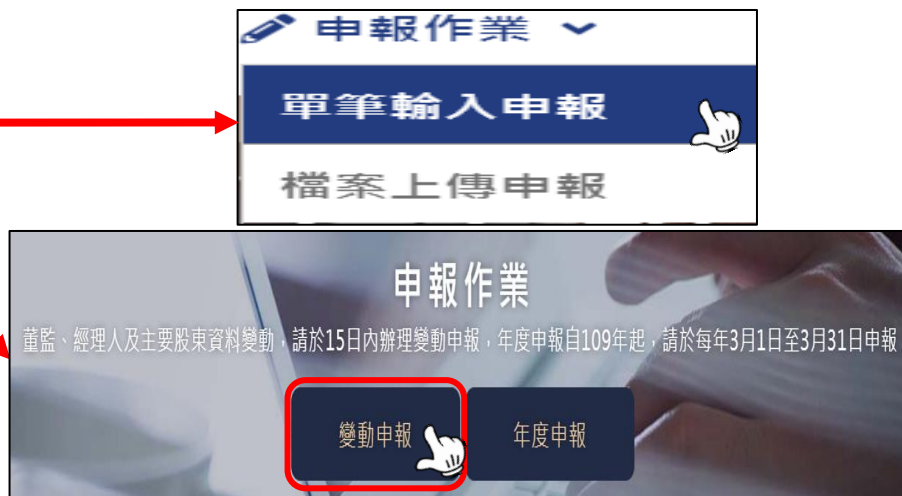 申報作業
單筆輸入申報
檔案上傳申報
申報作業
董監、經理人及主要股東資料變動，請於15日內辦理變動申報，年度申報自109年起，請於每年3月1日至3月31日申報
變動申報
年度申報